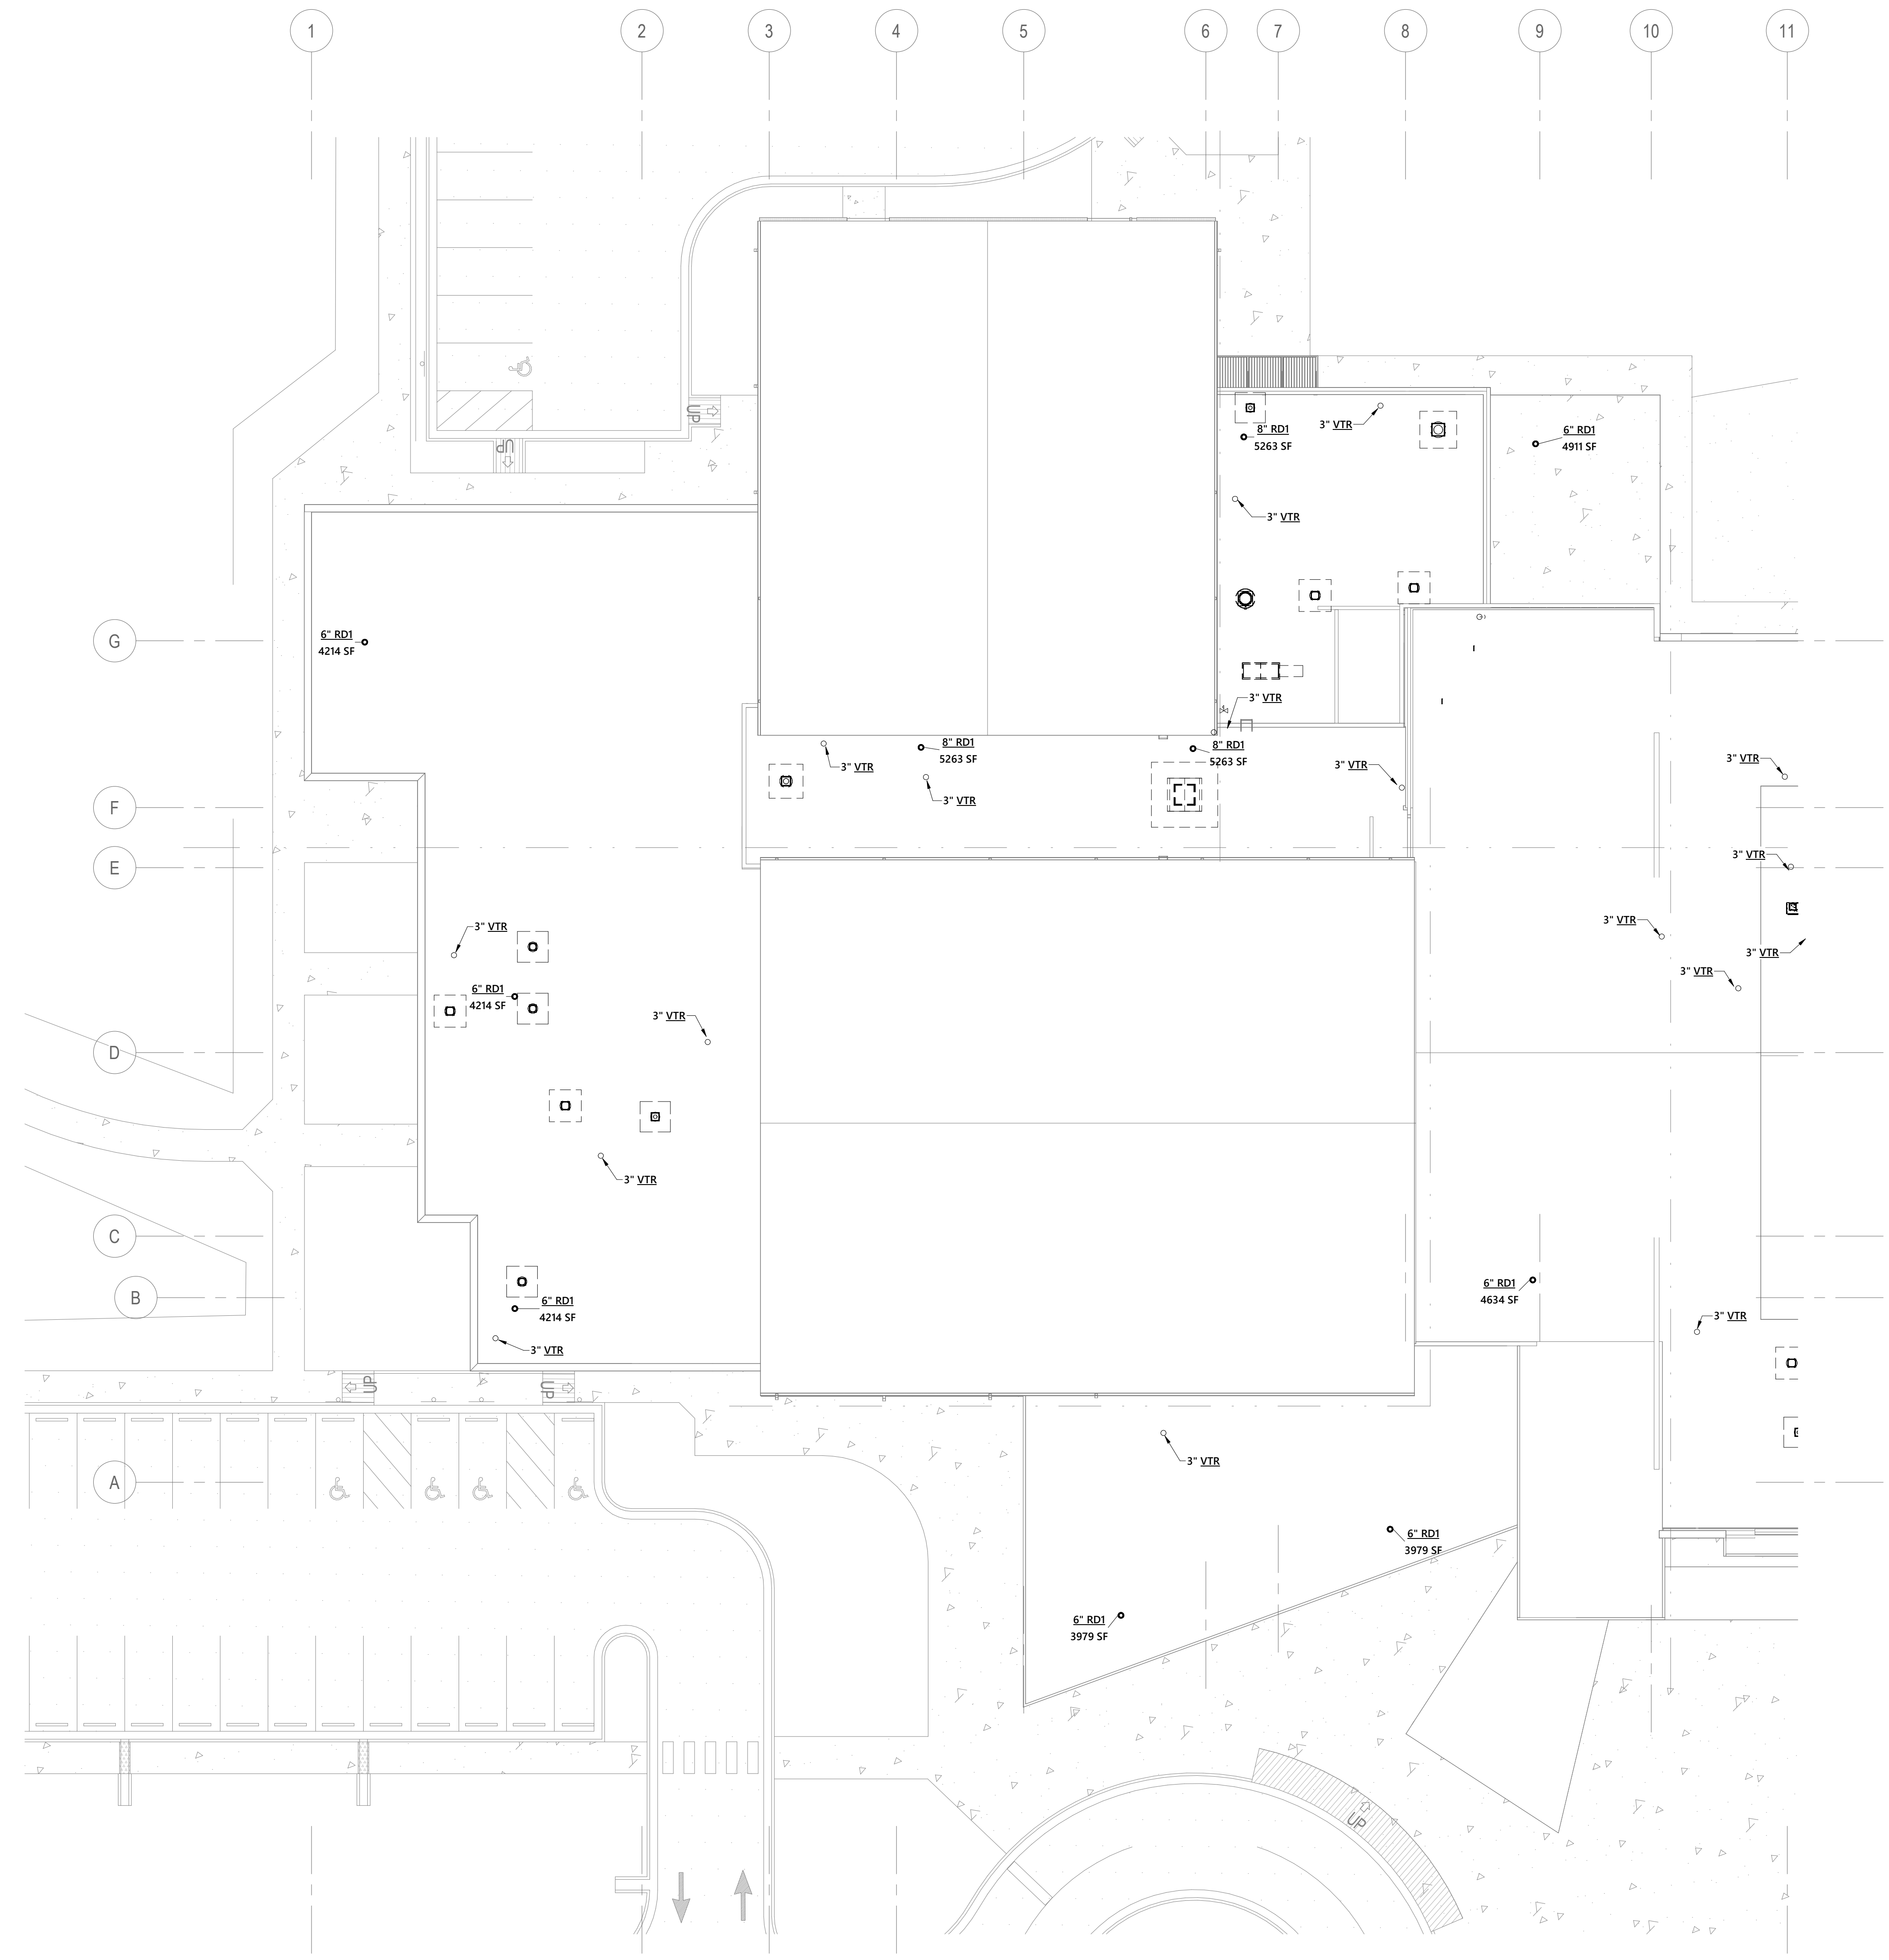 1
2
3
4
5
6
7
8
9
10
11
UP
UP
3" VTR
8" RD1
5263 SF
6" RD1
4911 SF
3" VTR
G
6" RD1
4214 SF
3" VTR
8" RD1
5263 SF
8" RD1
5263 SF
3" VTR
3" VTR
3" VTR
3" VTR
F
E
3" VTR
3" VTR
3" VTR
3" VTR
3" VTR
6" RD1
4214 SF
3" VTR
D
3" VTR
C
B
6" RD1
4214 SF
6" RD1
4634 SF
3" VTR
3" VTR
UP
UP
A
3" VTR
6" RD1
3979 SF
6" RD1
3979 SF
UP